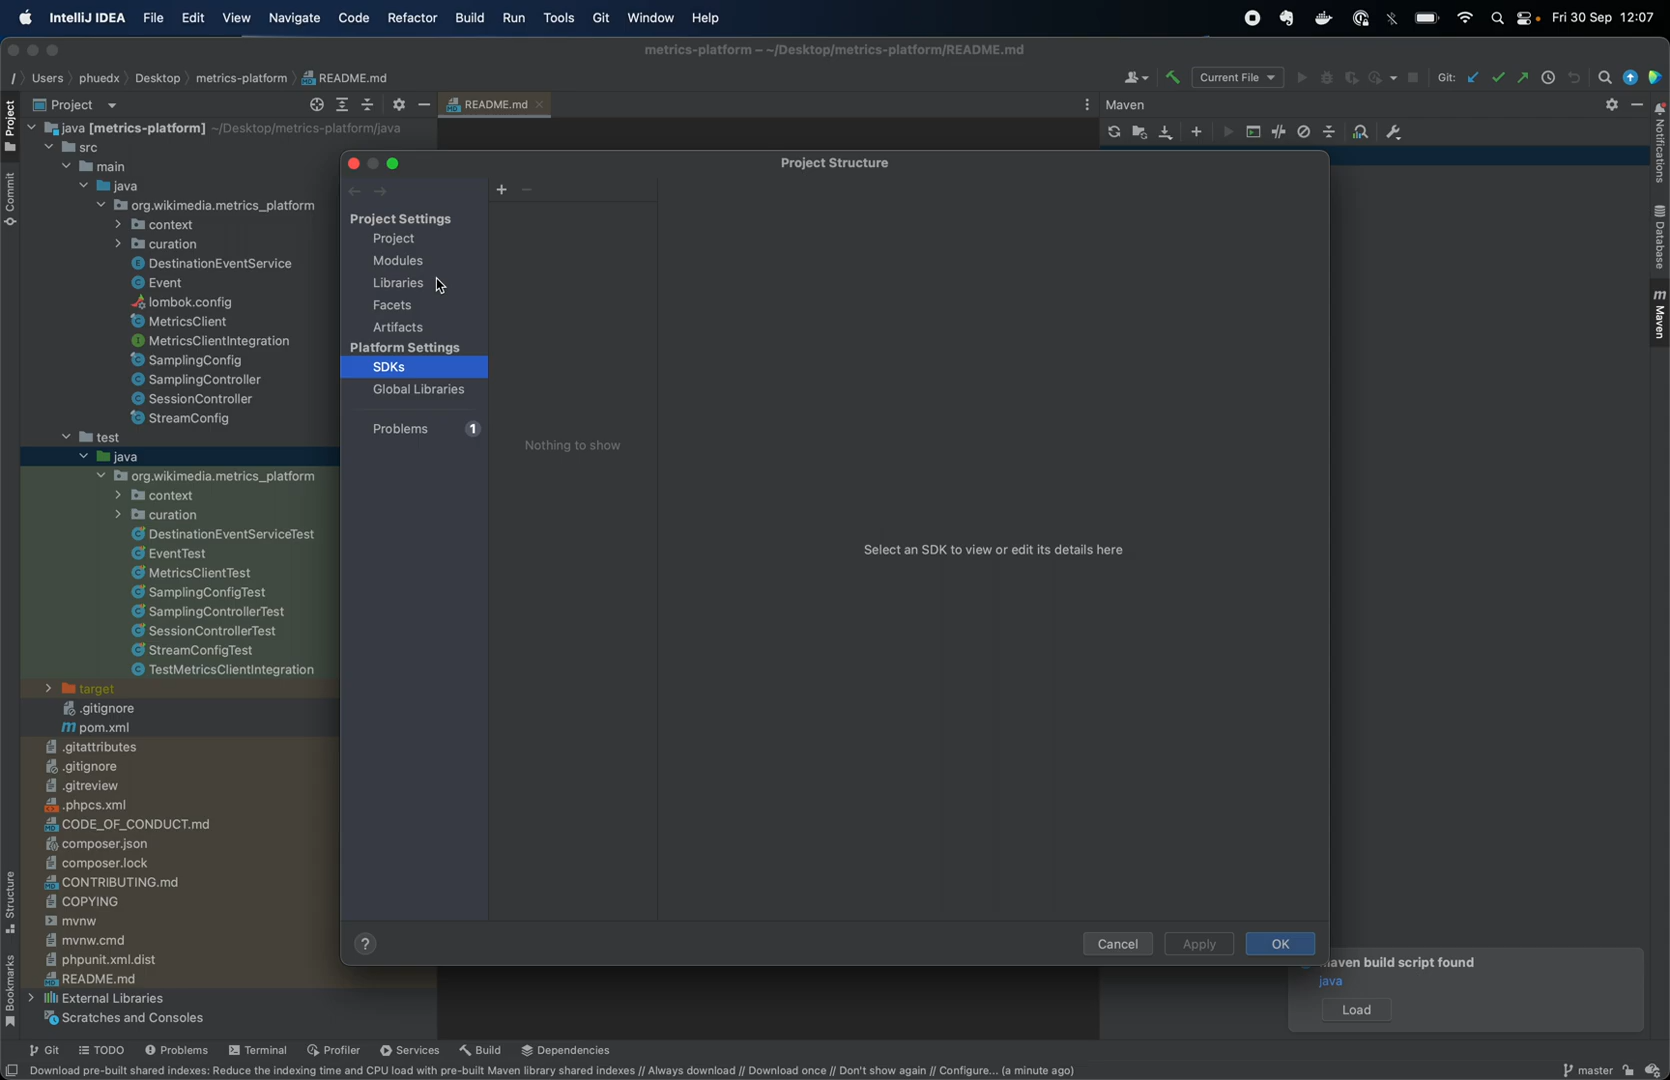 IntelliJ IDEA File Edit View Navigate Code Refactor Build Run Tools Git Window Help Fri 30 Sep 12:07
metrics-platform – ~/Desktop/metrics-platform/README.md
/ Users phuedx Desktop metrics-platform README.md Current File Git:
Project README.md Maven
java [metrics-platform] ~/Desktop/metrics-platform/java
src
main
java
org.wikimedia.metrics_platform
context
curation
DestinationEventService
Event
lombok.config
MetricsClient
MetricsClientIntegration
SamplingConfig
SamplingController
SessionController
StreamConfig
test
java
org.wikimedia.metrics_platform
context
curation
DestinationEventServiceTest
EventTest
MetricsClientTest
SamplingConfigTest
SamplingControllerTest
SessionControllerTest
StreamConfigTest
TestMetricsClientIntegration
target
.gitignore
pom.xml
.gitattributes
.gitignore
.gitreview
.phpcs.xml
CODE_OF_CONDUCT.md
composer.json
composer.lock
CONTRIBUTING.md
COPYING
mvnw
mvnw.cmd
phpunit.xml.dist
README.md
External Libraries
Scratches and Consoles
Project
Commit
Structure
Bookmarks
Project Structure
Project Settings
Project
Modules
Libraries
Facets
Artifacts
Platform Settings
SDKs
Global Libraries
Problems 1
Nothing to show
Select an SDK to view or edit its details here
? Cancel Apply OK
Notifications
Database
Maven
maven build script found
java
Load
Git TODO Problems Terminal Profiler Services Build Dependencies
Download pre-built shared indexes: Reduce the indexing time and CPU load with pre-built Maven library shared indexes // Always download // Download once // Don't show again // Configure... (a minute ago) master